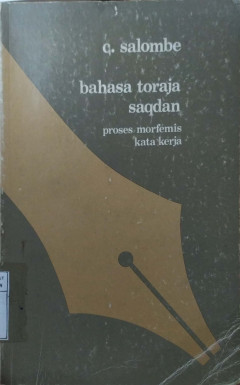 c. salombe
bahasa toraja
saqdan
proses morfemis
kata kerja